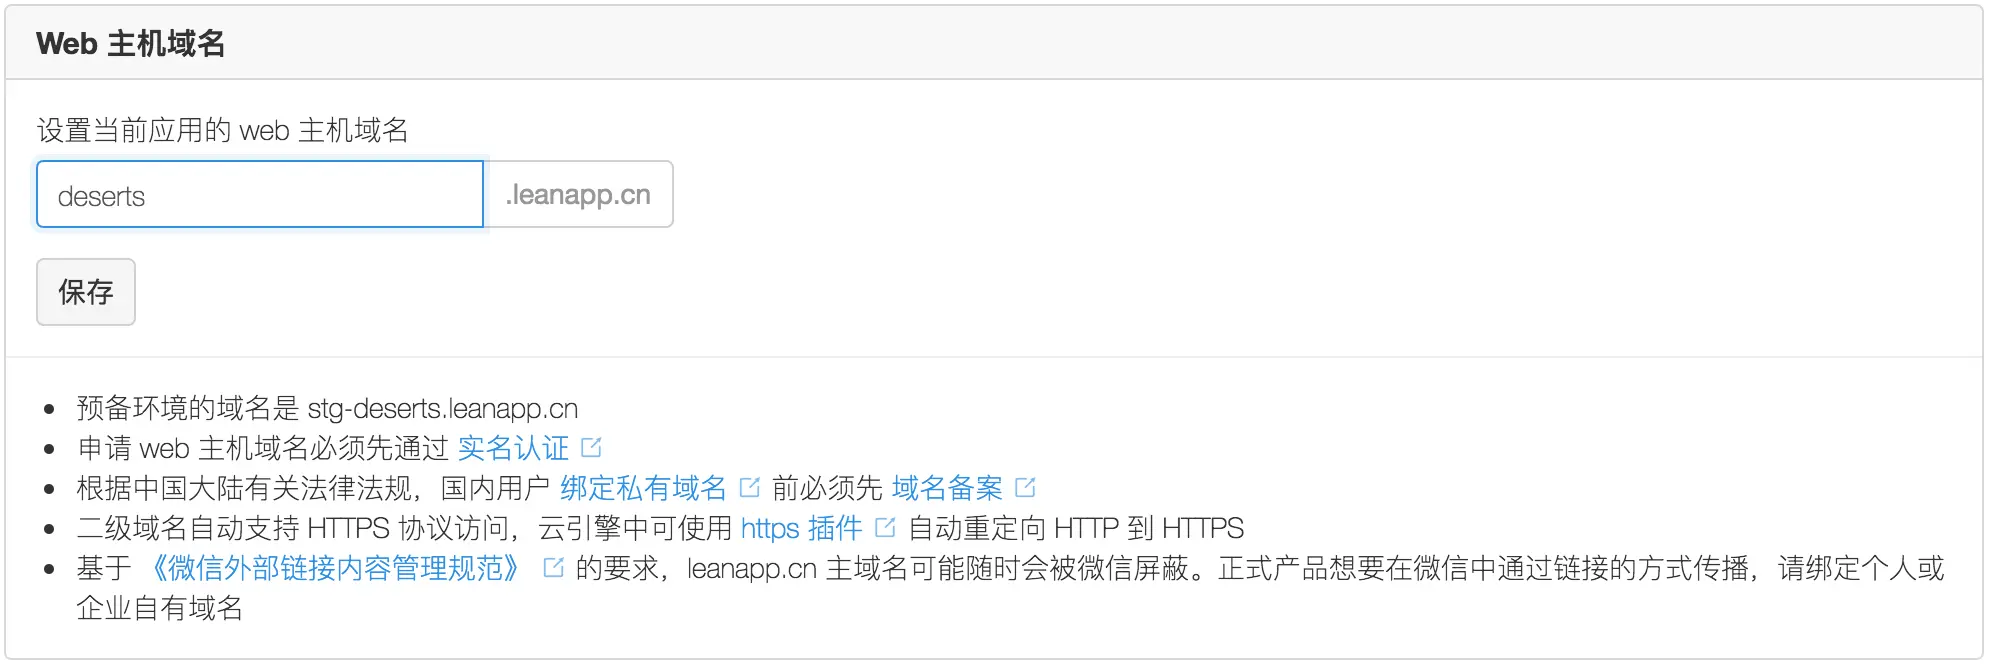 Web 主机域名
设置当前应用的 web 主机域名
deserts .leanapp.cn
保存
预备环境的域名是 stg-deserts.leanapp.cn
申请 web 主机域名必须先通过 实名认证
根据中国大陆有关法律法规，国内用户 绑定私有域名 前必须先 域名备案
二级域名自动支持 HTTPS 协议访问，云引擎中可使用 https 插件 自动重定向 HTTP 到 HTTPS
基于 《微信外部链接内容管理规范》 的要求，leanapp.cn 主域名可能随时会被微信屏蔽。正式产品想要在微信中通过链接的方式传播，请绑定个人或
企业自有域名